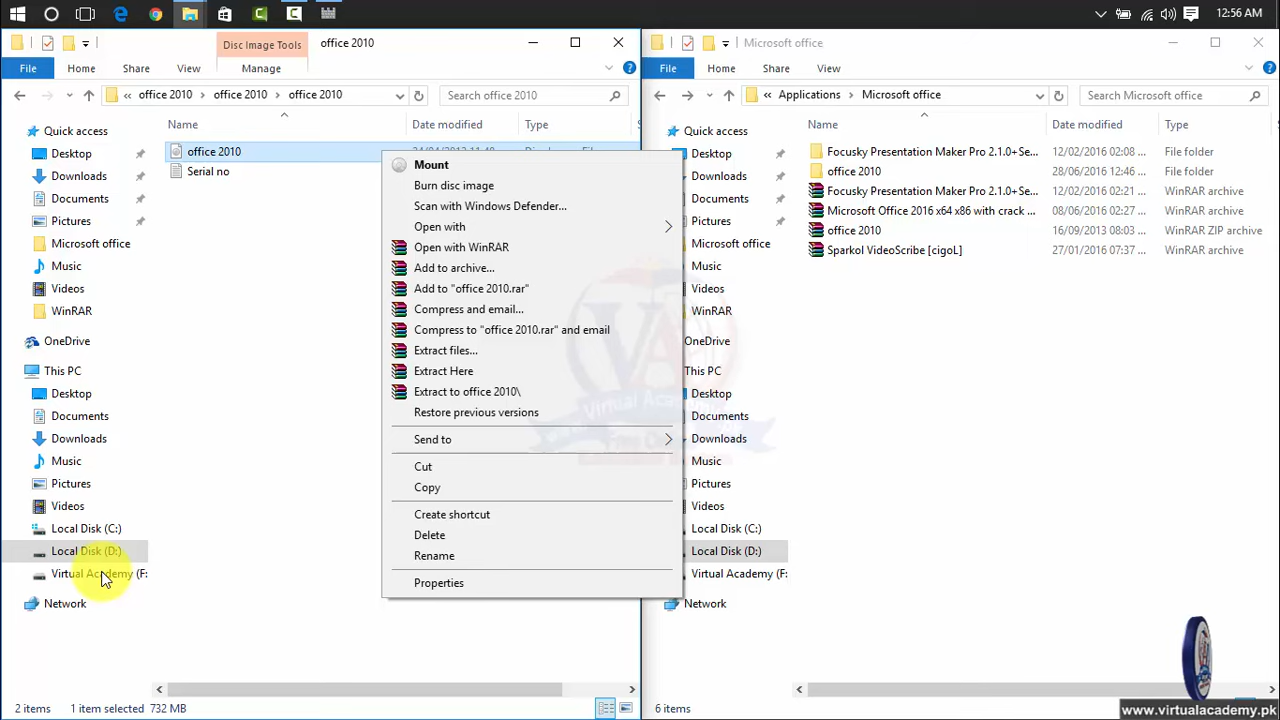 12:56 AM
Disc Image Tools
office 2010
File
Home
Share
View
Manage
office 2010
office 2010
office 2010
Search office 2010
Name
Date modified
Type
Quick access
Desktop
Downloads
Documents
Pictures
Microsoft office
Music
Videos
WinRAR
OneDrive
This PC
Desktop
Documents
Downloads
Music
Pictures
Videos
Local Disk (C:)
Local Disk (D:)
Virtual Academy (F:
Network
office 2010
Serial no
2 items
1 item selected
732 MB
Mount
Burn disc image
Scan with Windows Defender...
Open with
Open with WinRAR
Add to archive...
Add to "office 2010.rar"
Compress and email...
Compress to "office 2010.rar" and email
Extract files...
Extract Here
Extract to office 2010\
Restore previous versions
Send to
Cut
Copy
Create shortcut
Delete
Rename
Properties
Microsoft office
File
Home
Share
View
Applications
Microsoft office
Search Microsoft office
Name
Date modified
Type
Quick access
Desktop
Downloads
Documents
Pictures
Microsoft office
Music
Videos
WinRAR
OneDrive
This PC
Desktop
Documents
Downloads
Music
Pictures
Videos
Local Disk (C:)
Local Disk (D:)
Virtual Academy (F:
Network
Focusky Presentation Maker Pro 2.1.0+Se... 12/02/2016 02:08 ... File folder
office 2010 28/06/2016 12:46 ... File folder
Focusky Presentation Maker Pro 2.1.0+Se... 12/02/2016 02:21 ... WinRAR archive
Microsoft Office 2016 x64 x86 with crack ... 08/06/2016 02:27 ... WinRAR archive
office 2010 16/09/2013 08:03 ... WinRAR ZIP archive
Sparkol VideoScribe [cigoL] 27/01/2016 07:37 ... WinRAR archive
6 items
Virtual Academy
www.virtualacademy.pk